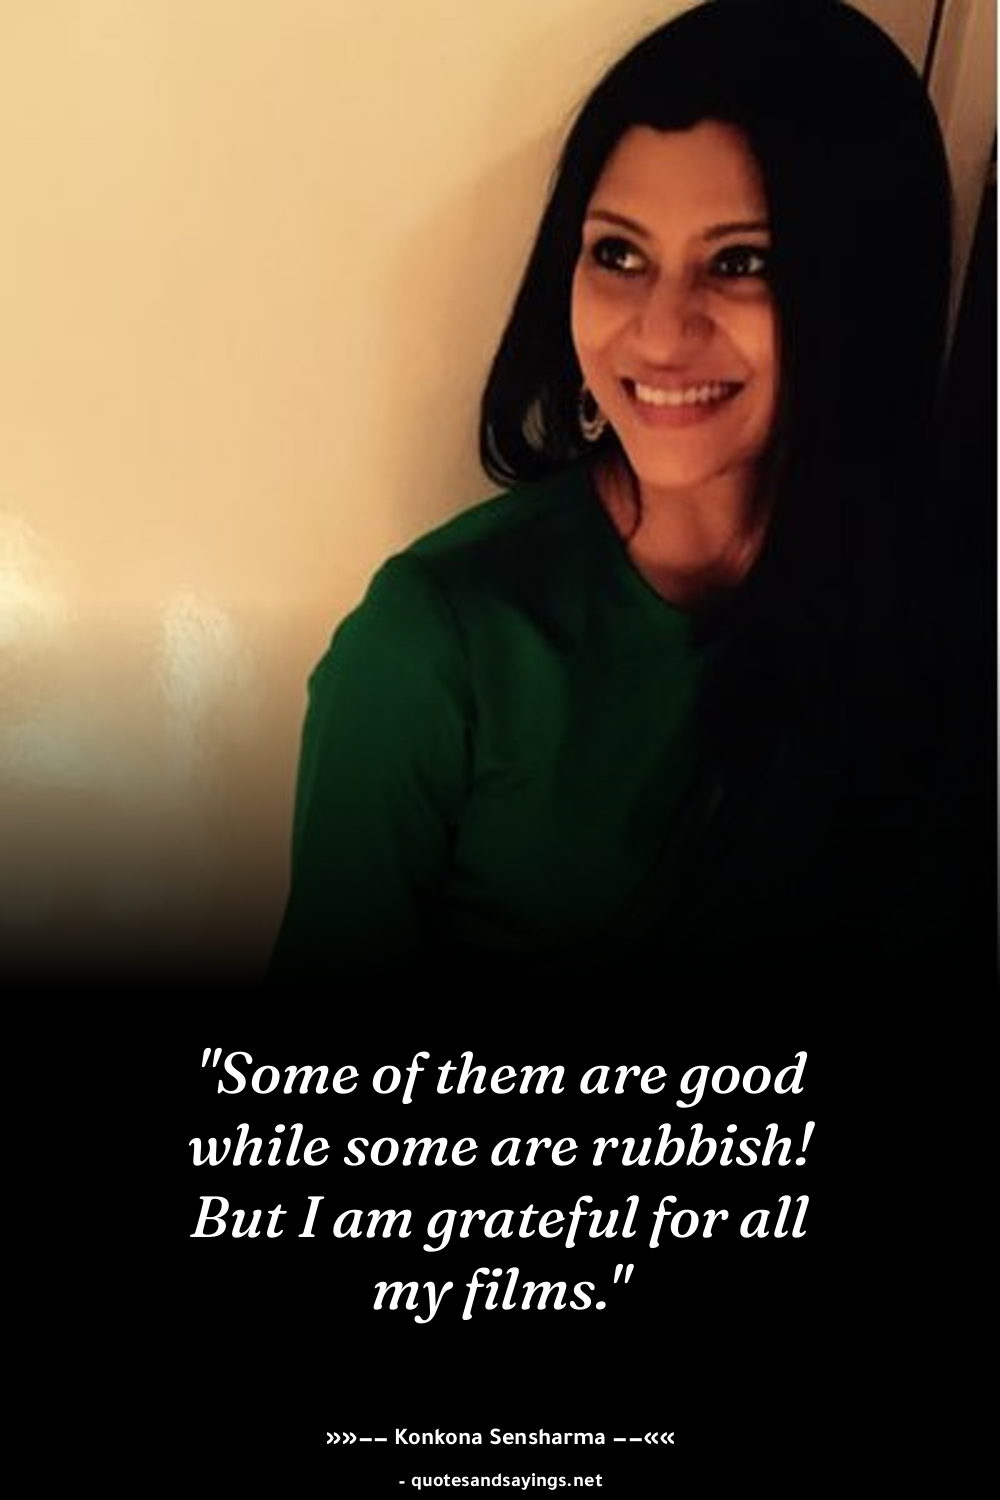 "Some of them are good
while some are rubbish!
But I am grateful for all
my films."
»»−− Konkona Sensharma −−««
- quotesandsayings.net